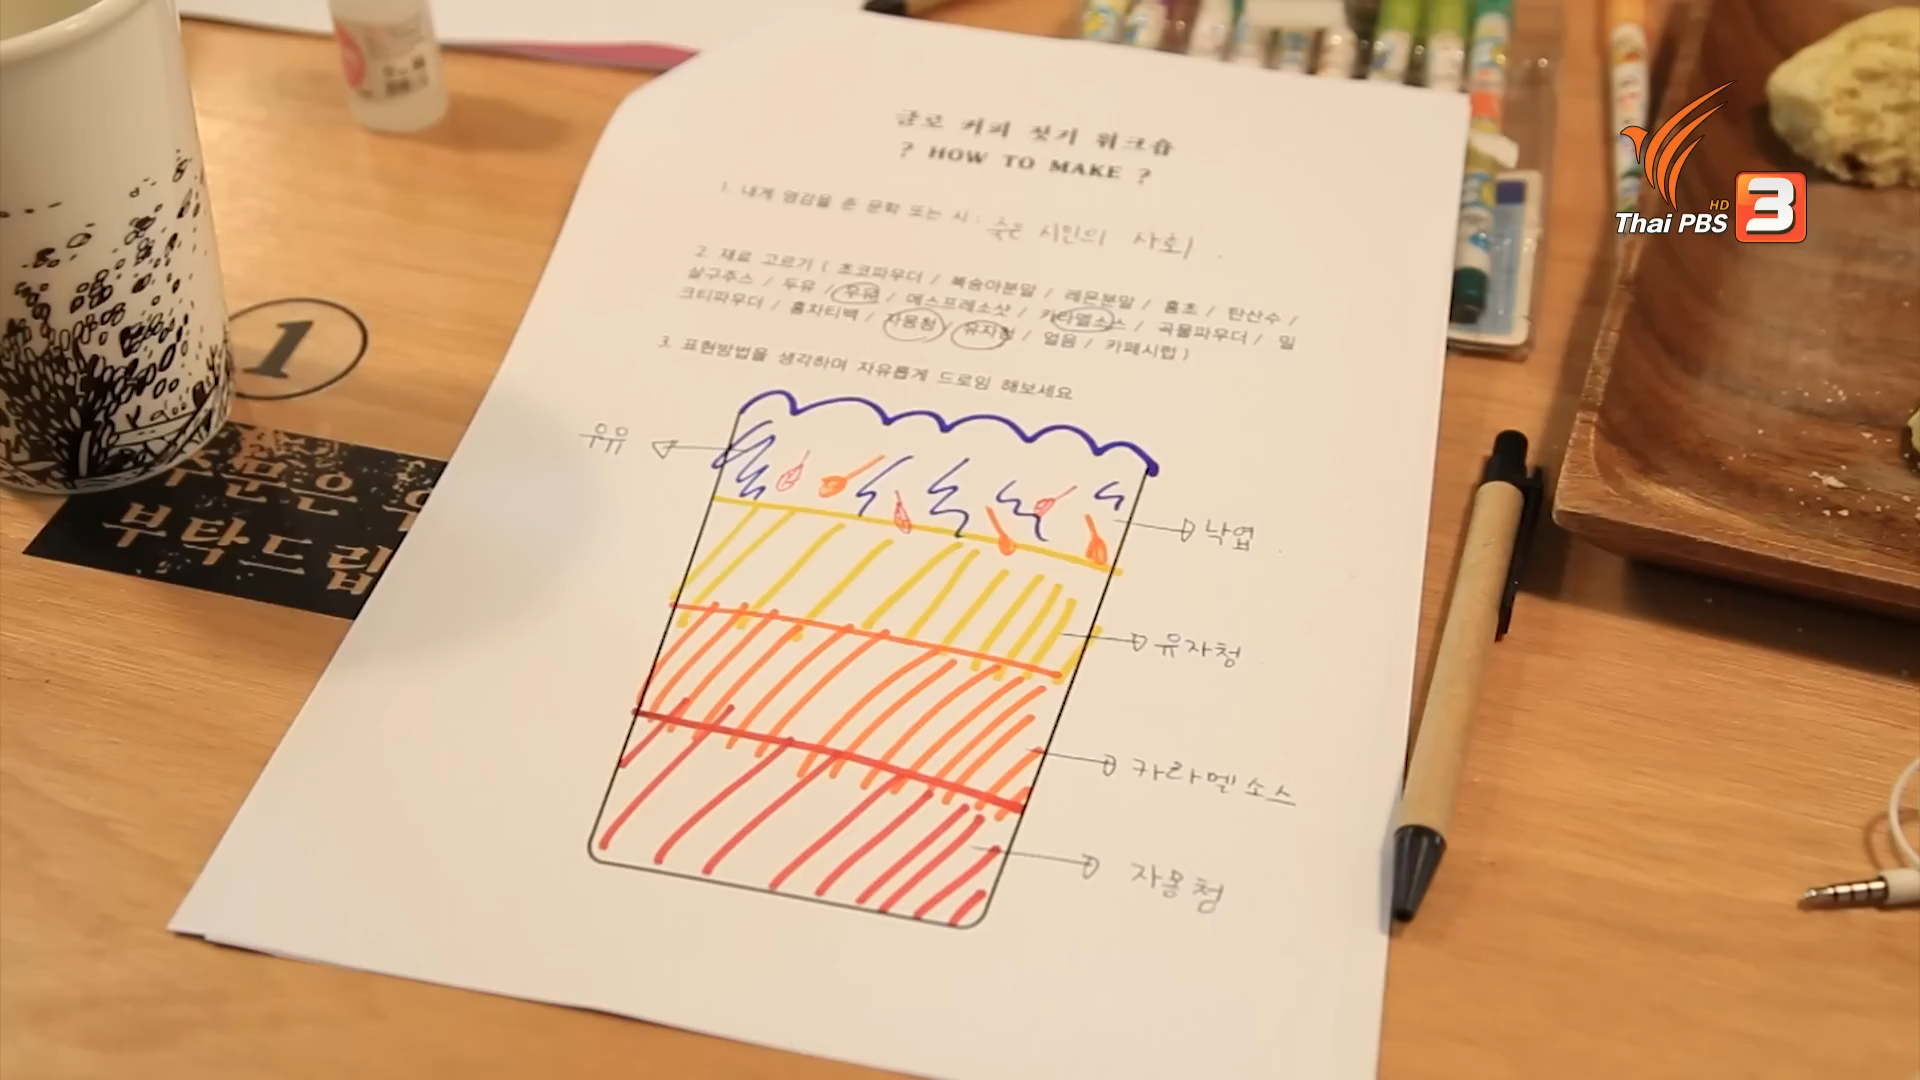 글로 커피 짓기 워크숍
? HOW TO MAKE ?
1. 내게 영감을 준 문학 또는 시 : 죽은 시인의 사회
2. 재료 고르기 ( 초코파우더 / 복숭아분말 / 레몬분말 / 홍초 / 탄산수 /
살구주스 / 두유 / 우유 / 에스프레소샷 / 카라멜소스 / 곡물파우더 / 밀
크티파우더 / 홍차티백 / 자몽청 / 유자청 / 얼음 / 카페시럽 )
3. 표현방법을 생각하며 자유롭게 드로잉 해보세요
우유
낙엽
유자청
카라멜소스
자몽청
1
주문은
부탁드립
Thai PBS HD 3